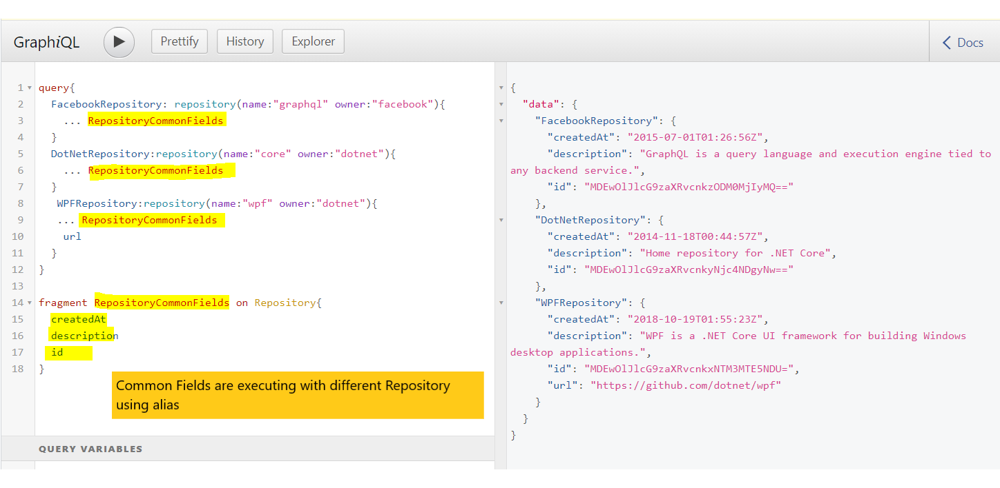 GraphiQL
Prettify
History
Explorer
Docs
1 query{
2 FacebookRepository: repository(name:"graphql" owner:"facebook"){
3 ... RepositoryCommonFields
4 }
5 DotNetRepository:repository(name:"core" owner:"dotnet"){
6 ... RepositoryCommonFields
7 }
8 WPFRepository:repository(name:"wpf" owner:"dotnet"){
9 ... RepositoryCommonFields
10 url
11 }
12 }
13
14 fragment RepositoryCommonFields on Repository{
15 createdAt
16 description
17 id
18 }
Common Fields are executing with different Repository
using alias
QUERY VARIABLES
{
"data": {
"FacebookRepository": {
"createdAt": "2015-07-01T01:26:56Z",
"description": "GraphQL is a query language and execution engine tied to
any backend service.",
"id": "MDEwOlJlcG9zaXRvcnkzODM0MjIyMQ=="
},
"DotNetRepository": {
"createdAt": "2014-11-18T00:44:57Z",
"description": "Home repository for .NET Core",
"id": "MDEwOlJlcG9zaXRvcnkyNjc4NDgyNw=="
},
"WPFRepository": {
"createdAt": "2018-10-19T01:55:23Z",
"description": "WPF is a .NET Core UI framework for building Windows
desktop applications.",
"id": "MDEwOlJlcG9zaXRvcnkxNTM3MTE5NDU=",
"url": "https://github.com/dotnet/wpf"
}
}
}